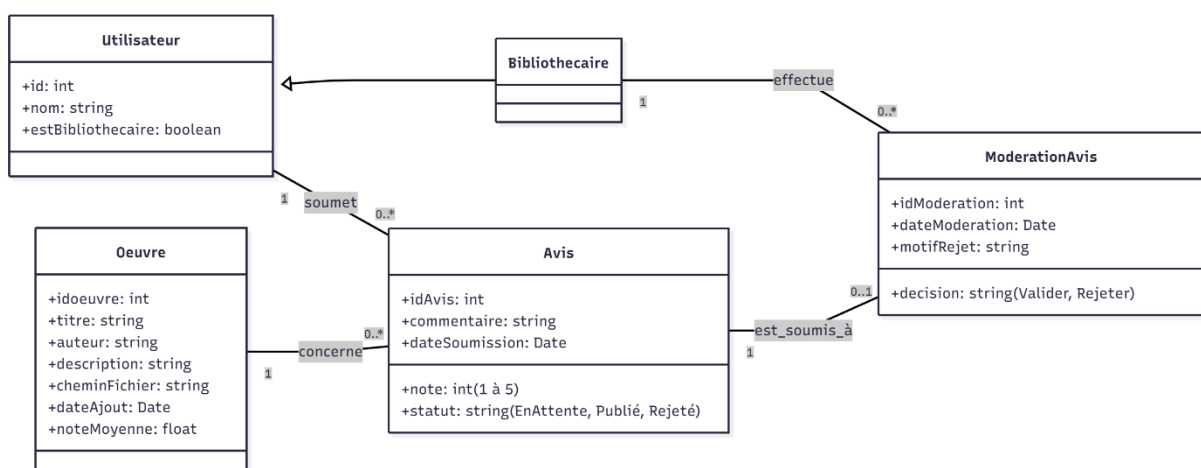 Utilisateur
+id: int
+nom: string
+estBibliothecaire: boolean
Bibliothecaire
1
effectue
0..*
ModerationAvis
+idModeration: int
+dateModeration: Date
+motifRejet: string
+decision: string(Valider, Rejeter)
1
soumet
0..*
Oeuvre
+idoeuvre: int
+titre: string
+auteur: string
+description: string
+cheminFichier: string
+dateAjout: Date
+noteMoyenne: float
1
concerne
0..*
Avis
+idAvis: int
+commentaire: string
+dateSoumission: Date
+note: int(1 à 5)
+statut: string(EnAttente, Publié, Rejeté)
1
est_soumis_à
0..1